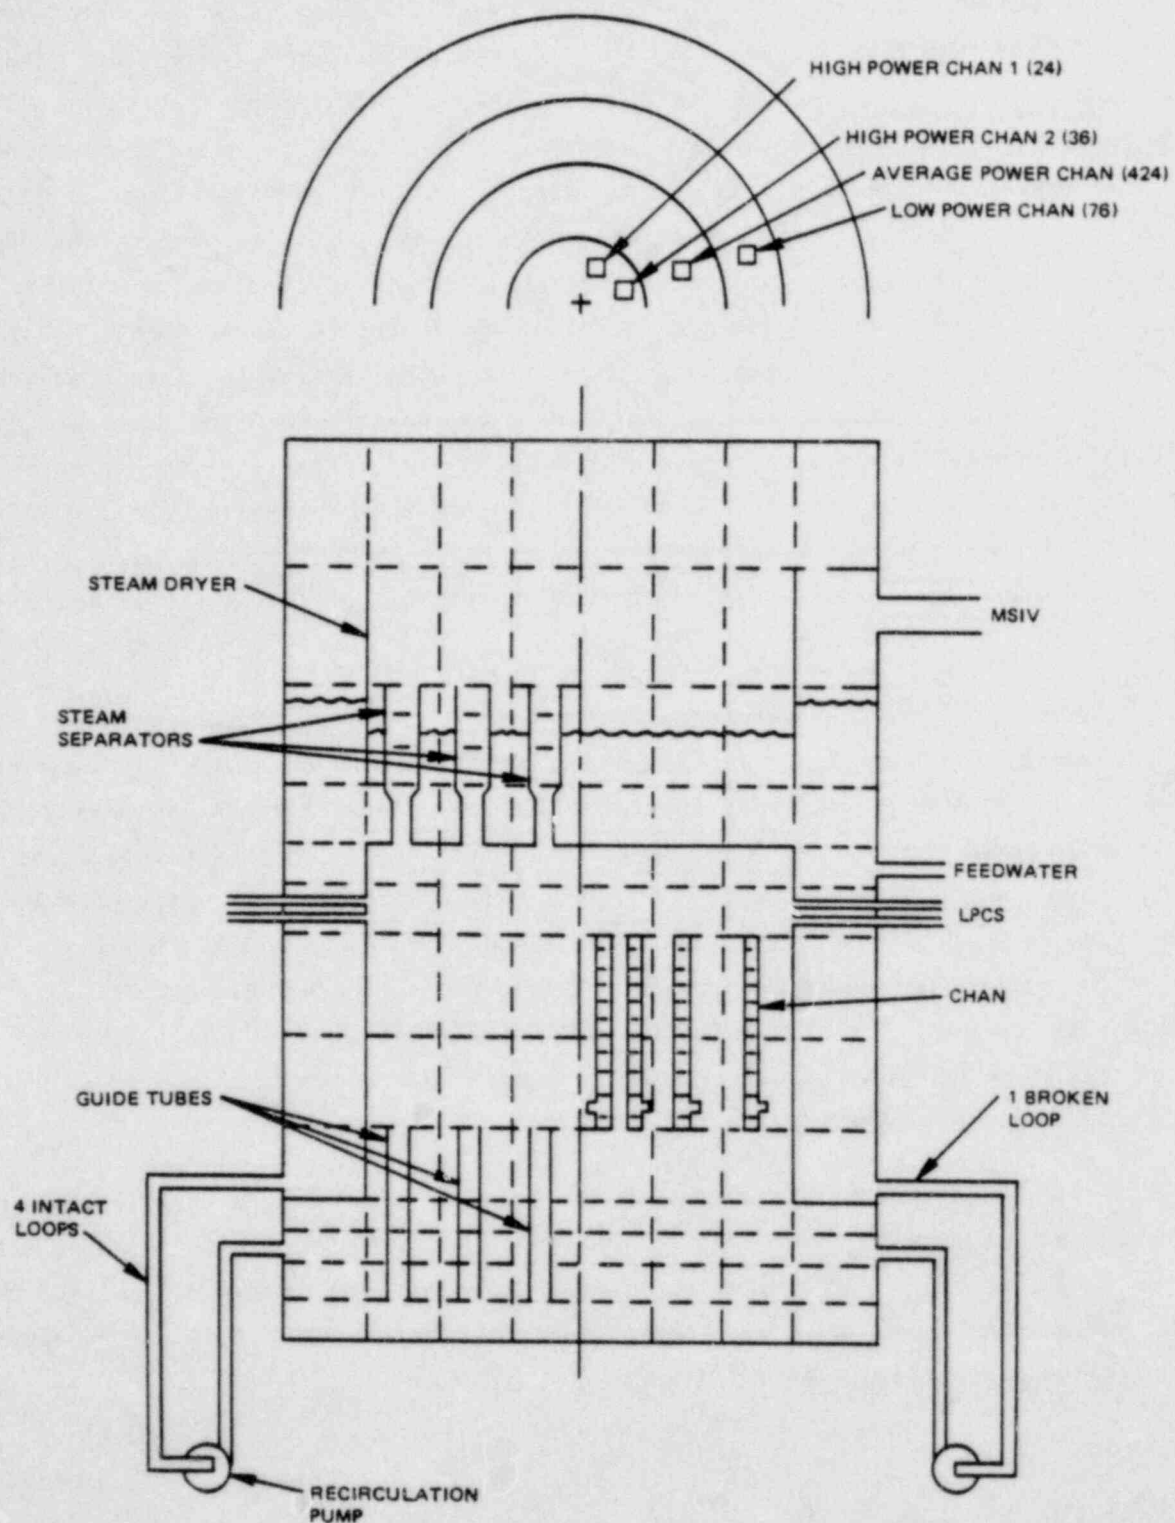 HIGH POWER CHAN 1 (24)
HIGH POWER CHAN 2 (36)
AVERAGE POWER CHAN (424)
LOW POWER CHAN (76)
STEAM DRYER
MSIV
STEAM
SEPARATORS
FEEDWATER
LPCS
CHAN
GUIDE TUBES
1 BROKEN
LOOP
4 INTACT
LOOPS
RECIRCULATION
PUMP